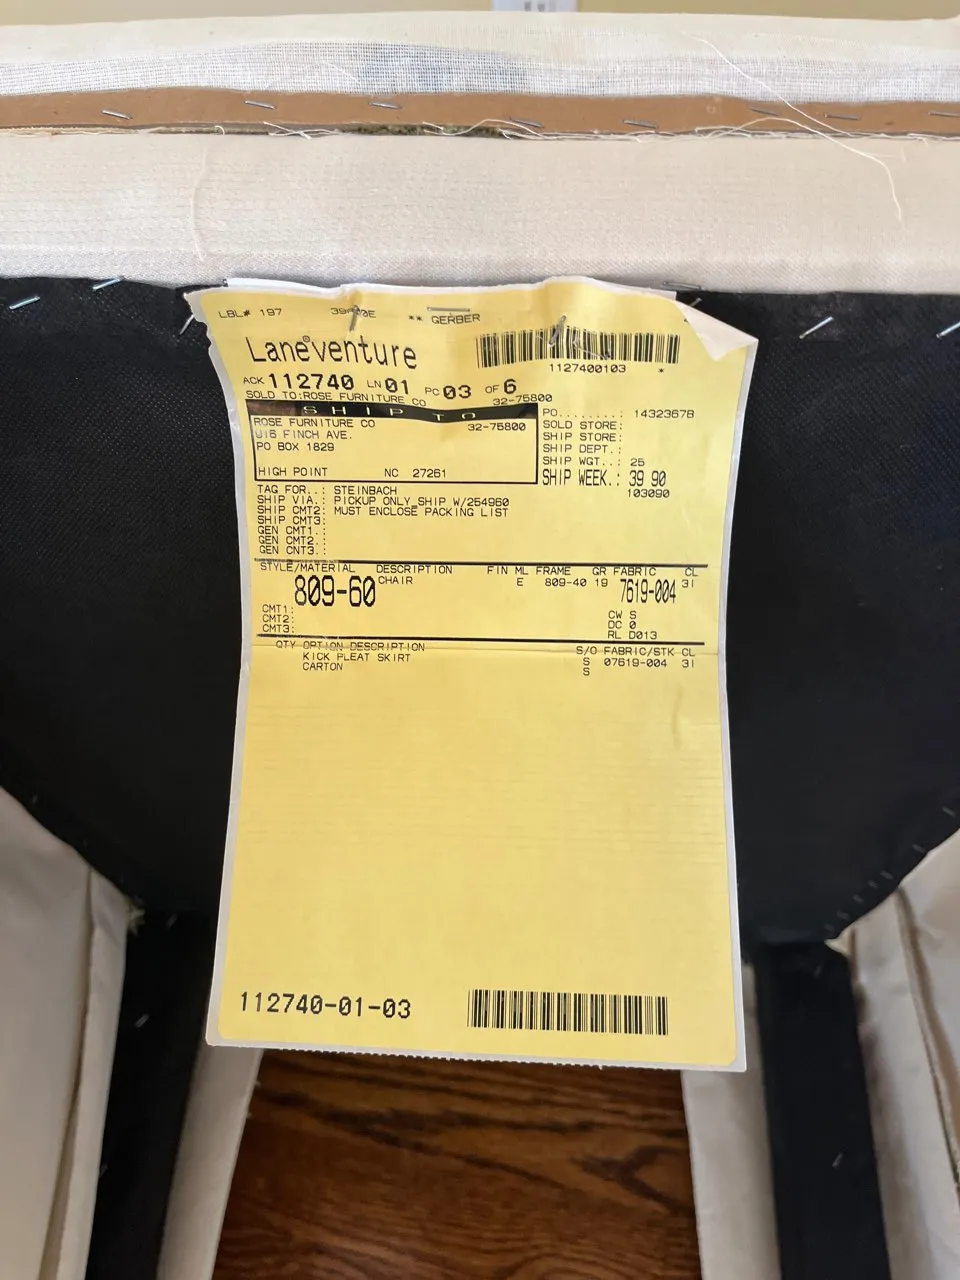 LBL# 197 ** GERBER
Lane®venture
1127400103 *
ACK 112740 LN 01 PC 03 OF 6
SOLD TO:ROSE FURNITURE CO 32-75800
SHIP TO
ROSE FURNITURE CO 32-75800
FINCH AVE.
PO BOX 1829
HIGH POINT NC 27261
PO.........: 1432367B
SOLD STORE:
SHIP STORE:
SHIP DEPT.:
SHIP WGT..: 25
SHIP WEEK.: 39 90
103090
TAG FOR..: STEINBACH
SHIP VIA.: PICKUP ONLY SHIP W/254960
SHIP CMT2: MUST ENCLOSE PACKING LIST
SHIP CMT3:
GEN CMT1.:
GEN CMT2.:
GEN CNT3.:
STYLE/MATERIAL DESCRIPTION FIN ML FRAME GR FABRIC CL
809-60 CHAIR E 809-40 19 7619-004 31
CMT1:
CMT2:
CMT3:
CW S
DC 0
RL D013
QTY OPTION DESCRIPTION S/O FABRIC/STK CL
KICK PLEAT SKIRT S 07619-004 31
CARTON S
112740-01-03